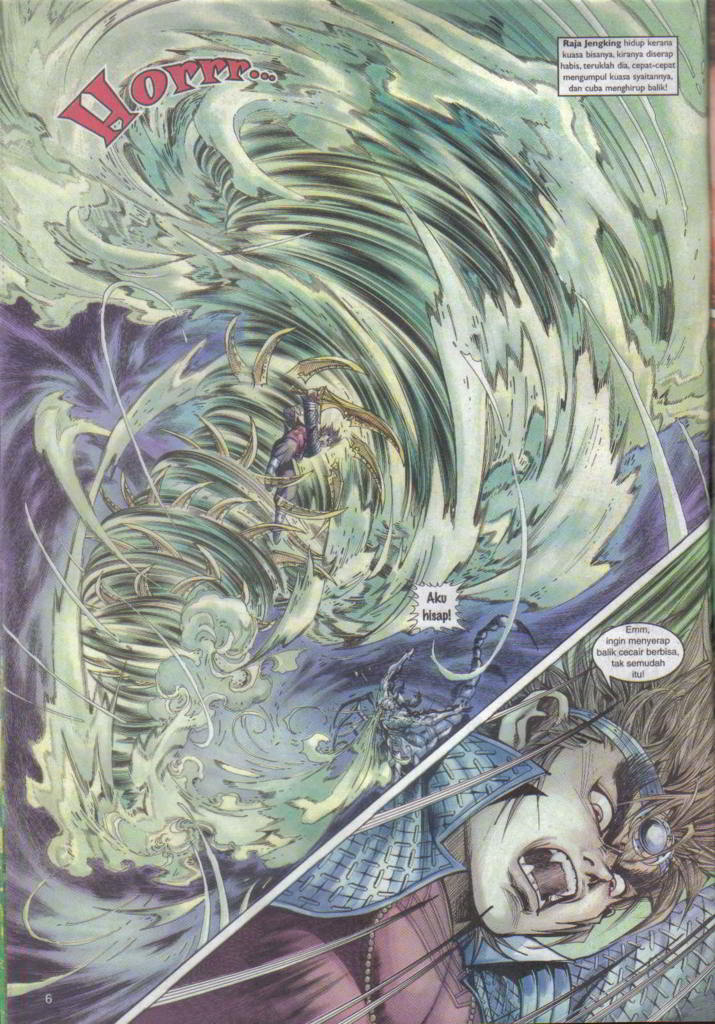 Horrr...
Raja Jengking hidup kerana
kuasa bisanya, kiranya diserap
habis, teruklah dia, cepat-cepat
mengumpul kuasa syaitannya,
dan cuba menghirup balik!
Aku
hisap!
Emm,
ingin menyerap
balik cecair berbisa,
tak semudah
itu!
6